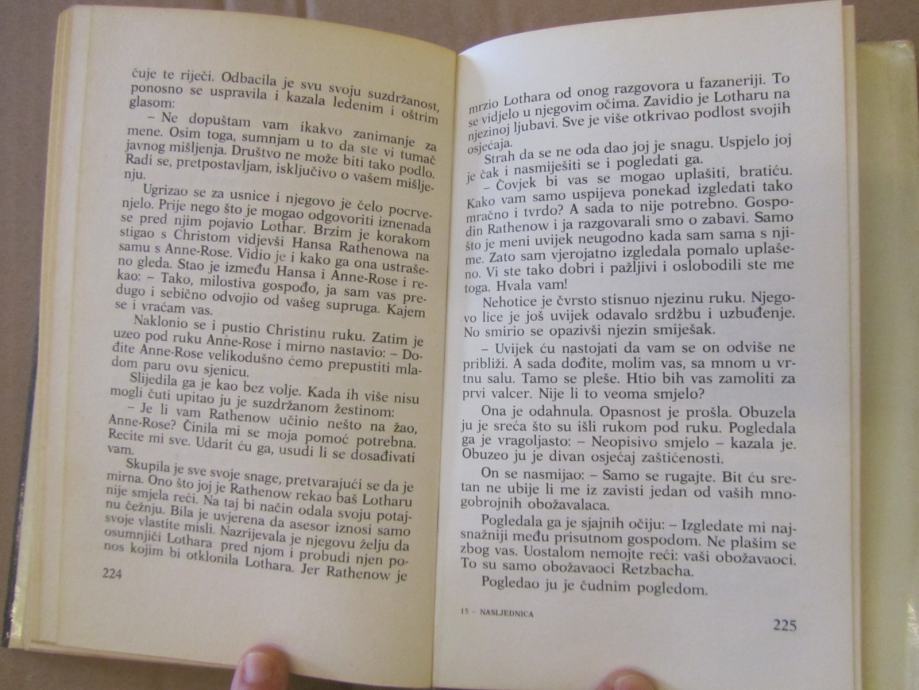 čuje te riječi. Odbacila je svu svoju suzdržanost,
ponosno se uspravila i kazala ledenim i oštrim
glasom:
– Ne dopuštam vam ikakvo zanimanje za
mene. Osim toga, sumnjam u to da ste vi tumač
javnog mišljenja. Društvo ne može biti tako podlo.
Radi se, pretpostavljam, isključivo o vašem mišlje-
nju.
Ugrizao se za usnice i njegovo je čelo pocrve-
njelo. Prije nego što je mogao odgovoriti iznenada
se pred njim pojavio Lothar. Brzim je korakom
stigao s Christom vidjevši Hansa Rathenowa na
samu s Anne-Rose. Vidio je i kako ga ona ustraše-
no gleda. Stao je između Hansa i Anne-Rose i re-
kao: – Tako, milostiva gospođo, ja sam vas pre-
dugo i sebično odvojio od vašeg supruga. Kajem
se i vraćam vas.
Naklonio se i pustio Christinu ruku. Zatim je
uzeo pod ruku Anne-Rose i mirno nastavio: – Do-
đite Anne-Rose velikodušno ćemo prepustiti mla-
dom paru ovu sjenicu.
Slijedila ga je kao bez volje. Kada ih više nisu
mogli čuti upitao ju je suzdržanom žestinom:
– Je li vam Rathenow učinio nešto na žao,
Anne-Rose? Činila mi se moja pomoć potrebna.
Recite mi sve. Udarit ću ga, usudi li se dosađivati
vam.
Skupila je sve svoje snage, pretvarajući se da je
mirna. Ono što joj je Rathenow rekao baš Lotharu
nije smjela reći. Na taj bi način odala svoju potaj-
nu čežnju. Bila je uvjerena da asesor iznosi samo
svoje vlastite misli. Nazrijevala je njegovu želju da
osumnjiči Lothara pred njom i probudi njen po-
nos kojim bi otklonila Lothara. Jer Rathenow je
224
mrzio Lothara od onog razgovora u fazaneriji. To
se vidjelo u njegovim očima. Zavidio je Lotharu na
njezinoj ljubavi. Sve je više otkrivao podlost svojih
osjećaja.
Strah da se ne oda dao joj je snagu. Uspjelo joj
je čak i nasmiješiti se i pogledati ga.
– Čovjek bi vas se mogao uplašiti, bratiću.
Kako vam samo uspijeva ponekad izgledati tako
mračno i tvrdo? A sada to nije potrebno. Gospo-
din Rathenow i ja razgovarali smo o zabavi. Samo
što je meni uvijek neugodno kada sam sama s nji-
me. Zato sam vjerojatno izgledala pomalo uplaše-
no. Vi ste tako dobri i pažljivi i oslobodili ste me
toga. Hvala vam!
Nehotice je čvrsto stisnuo njezinu ruku. Njego-
vo lice je još uvijek odavalo srdžbu i uzbuđenje.
No smirio se opazivši njezin smiješak.
– Uvijek ću nastojati da vam se on odviše ne
približi. A sada dođite, molim vas, sa mnom u vr-
tnu salu. Tamo se pleše. Htio bih vas zamoliti za
prvi valcer. Nije li to veoma smjelo?
Ona je odahnula. Opasnost je prošla. Obuzela
ju je sreća što su išli rukom pod ruku. Pogledala
ga je vragoljasto: – Neopisivo smjelo – kazala je.
Obuzeo ju je divan osjećaj zaštićenosti.
On se nasmijao: – Samo se rugajte. Bit ću sre-
tan ne ubije li me iz zavisti jedan od vaših mno-
gobrojnih obožavalaca.
Pogledala ga je sjajnih očiju: – Izgledate mi naj-
snažniji među prisutnom gospodom. Ne plašim se
zbog vas. Uostalom nemojte reći: vaši obožavaoci.
To su samo obožavaoci Retzbacha.
Pogledao ju je čudnim pogledom.
15 – NASLJEDNICA
225